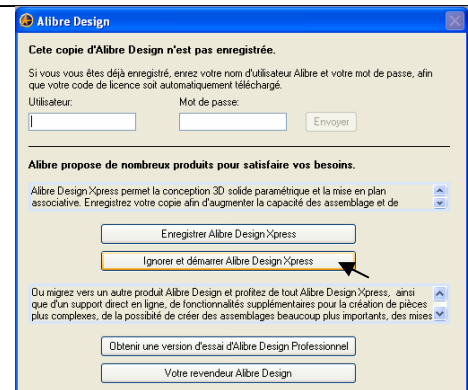 Alibre Design
Cete copie d'Alibre Design n'est pas enregistrée.
Si vous vous êtes déjà enregistré, enrez votre nom d'utilisateur Alibre et votre mot de passe, afin
que votre code de licence soit automatiquement téléchargé.
Utilisateur: Mot de passe:
Envoyer
Alibre propose de nombreux produits pour satisfaire vos besoins.
Alibre Design Xpress permet la conception 3D solide paramétrique et la mise en plan
associative. Enregistrez votre copie afin d'augmenter la capacité des assemblage et de
Enregistrer Alibre Design Xpress
Ignorer et démarrer Alibre Design Xpress
Ou migrez vers un autre produit Alibre Design et profitez de tout Alibre Design Xpress, ainsi
que d'un support direct en ligne, de fonctionnalités supplémentaires pour la création de pièces
plus complexes, de la possibité de créer des assemblages beaucoup plus importants, des mises
Obtenir une version d'essai d'Alibre Design Professionnel
Votre revendeur Alibre Design